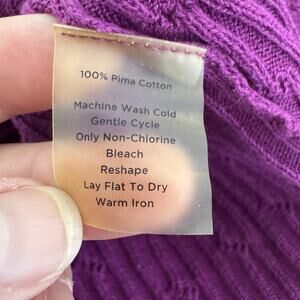 100% Pima Cotton
Machine Wash Cold
Gentle Cycle
Only Non-Chlorine
Bleach
Reshape
Lay Flat To Dry
Warm Iron